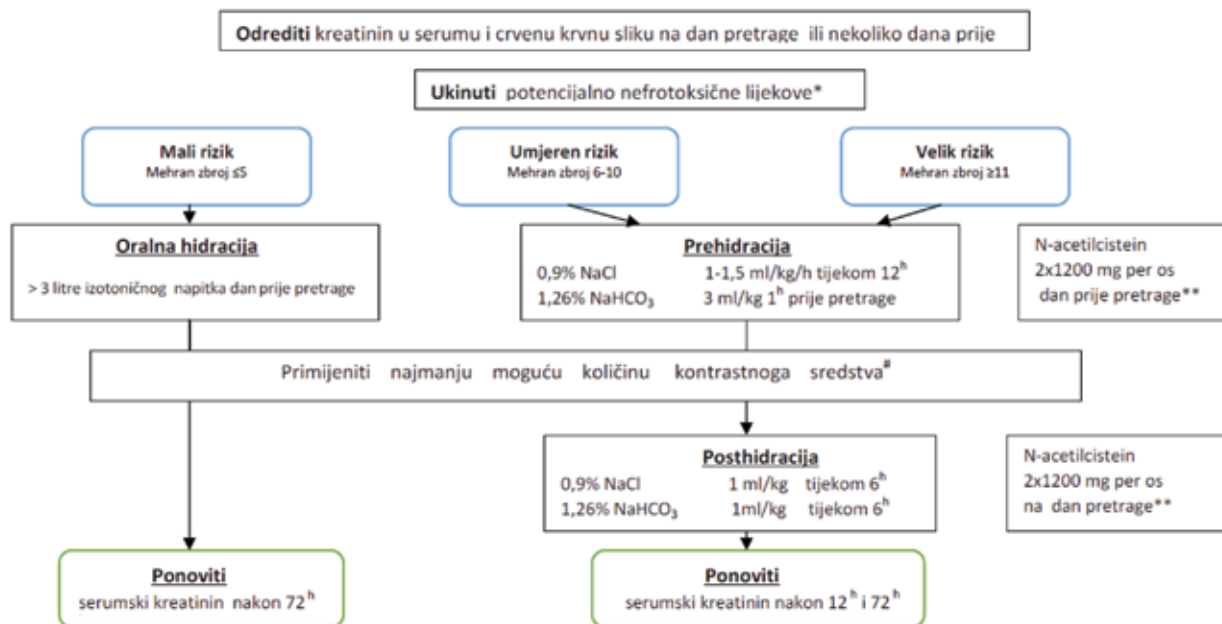 Odrediti kreatinin u serumu i crvenu krvnu sliku na dan pretrage ili nekoliko dana prije
Ukinuti potencijalno nefrotoksične lijekove*
Mali rizik
Mehran zbroj ≤5
Umjeren rizik
Mehran zbroj 6-10
Velik rizik
Mehran zbroj ≥11
Oralna hidracija
> 3 litre izotoničnog napitka dan prije pretrage
Prehidracija
0,9% NaCl 1-1,5 ml/kg/h tijekom 12ʰ
1,26% NaHCO₃ 3 ml/kg 1ʰ prije pretrage
N-acetilcistein
2x1200 mg per os
dan prije pretrage**
Primijeniti najmanju moguću količinu kontrastnoga sredstva#
Posthidracija
0,9% NaCl 1 ml/kg tijekom 6ʰ
1,26% NaHCO₃ 1ml/kg tijekom 6ʰ
N-acetilcistein
2x1200 mg per os
na dan pretrage**
Ponoviti
serumski kreatinin nakon 72ʰ
Ponoviti
serumski kreatinin nakon 12ʰ i 72ʰ